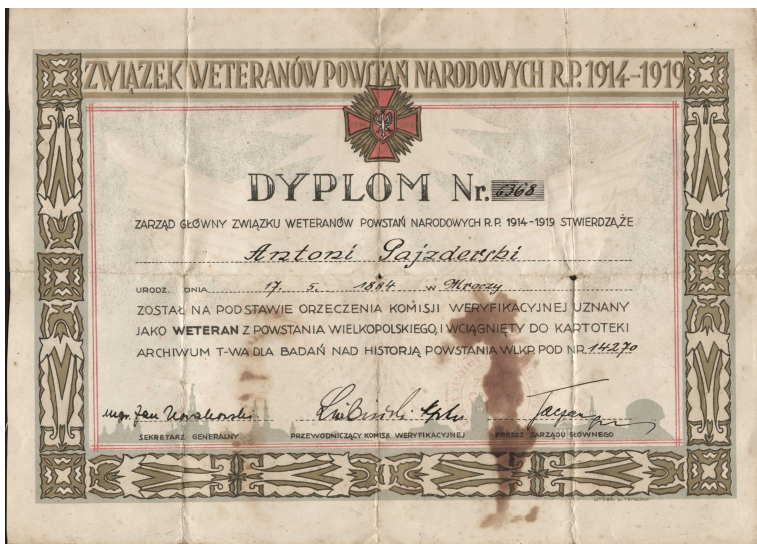 ZWIĄZEK WETERANÓW POWSTAŃ NARODOWYCH R.P. 1914-1919
DYPLOM Nr. 6368
ZARZĄD GŁÓWNY ZWIĄZKU WETERANÓW POWSTAŃ NARODOWYCH R.P. 1914-1919 STWIERDZA, ŻE
Antoni Pajzderski
URODZ. DNIA 17. 5. 1884 w Mroczy
ZOSTAŁ NA PODSTAWIE ORZECZENIA KOMISJI WERYFIKACYJNEJ UZNANY
JAKO WETERAN Z POWSTANIA WIELKOPOLSKIEGO, I WCIĄGNIĘTY DO KARTOTEKI
ARCHIWUM T-WA DLA BADAŃ NAD HISTORJĄ POWSTANIA WLKP. POD NR. 14270
mgr. Jan
SEKRETARZ GENERALNY PRZEWODNICZĄCY KOMISJI WERYFIKACYJNEJ PREZES ZARZĄDU GŁÓWNEGO